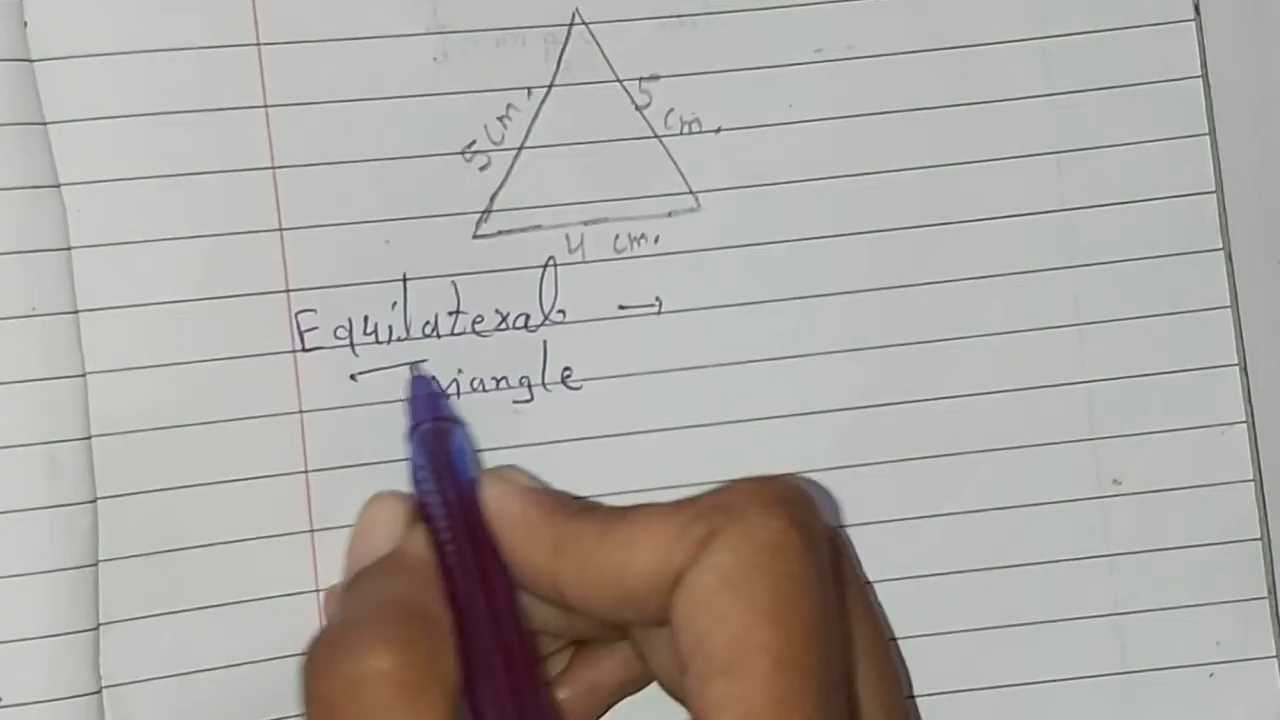 5cm.
5 cm.
4 cm.
Equilateral →
Triangle